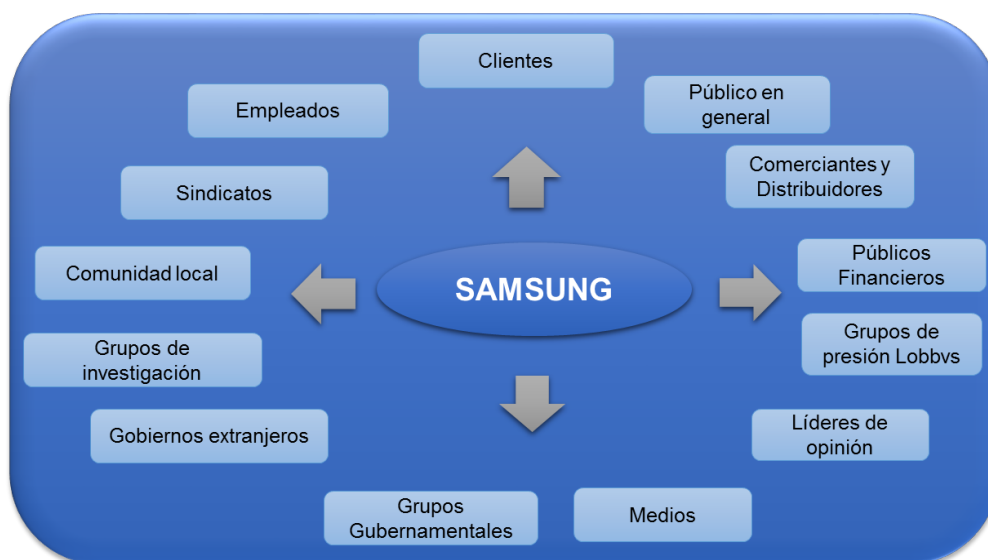 Clientes
Público en
general
Empleados
Comerciantes y
Distribuidores
Sindicatos
Públicos
Financieros
Comunidad local
SAMSUNG
Grupos de
presión Lobbvs
Grupos de
investigación
Líderes de
opinión
Gobiernos extranjeros
Grupos
Gubernamentales
Medios